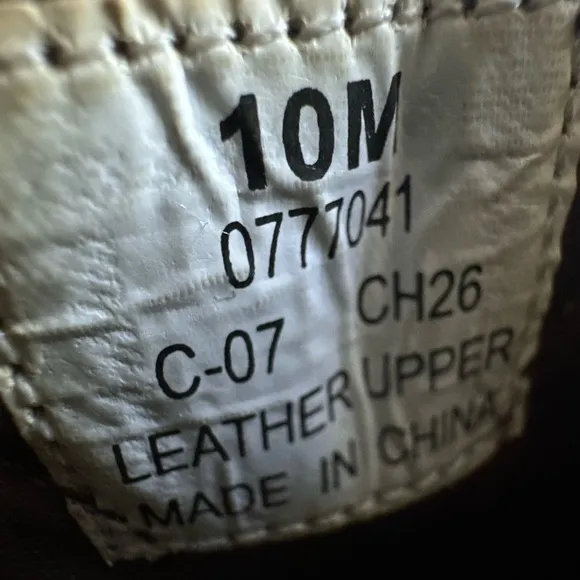 10M
0777041
C-07 CH26
LEATHER UPPER
MADE IN CHINA